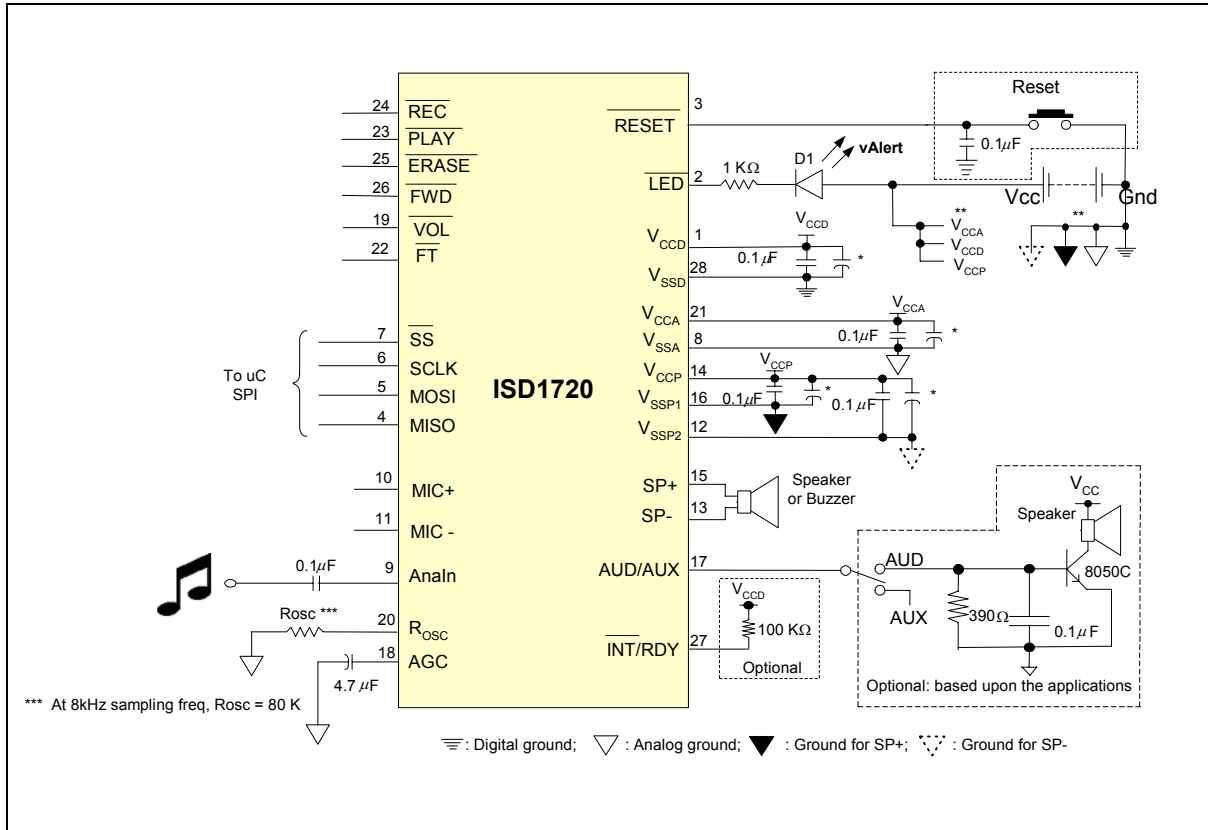 24
REC
23
PLAY
25
ERASE
26
FWD
19
VOL
22
FT
To uC
SPI
7
SS
6
SCLK
5
MOSI
4
MISO
10
MIC+
11
MIC -
0.1µF
9
AnaIn
Rosc ***
20
ROSC
18
AGC
4.7 µF
*** At 8kHz sampling freq, Rosc = 80 K
ISD1720
RESET
3
Reset
0.1µF
LED
2
1 KΩ
D1
vAlert
Vcc
Gnd
**
VCCA
VCCD
VCCP
**
VCCD
1
VCCD
0.1µF
*
VSSD
28
VCCA
21
VCCA
0.1µF
*
VSSA
8
VCCP
14
VCCP
0.1µF
*
0.1µF
*
VSSP1
16
VSSP2
12
SP+
15
SP-
13
Speaker
or Buzzer
AUD/AUX
17
AUD
AUX
VCC
Speaker
8050C
390Ω
0.1µF
Optional: based upon the applications
INT/RDY
27
VCCD
100 KΩ
Optional
: Digital ground; : Analog ground; : Ground for SP+; : Ground for SP-